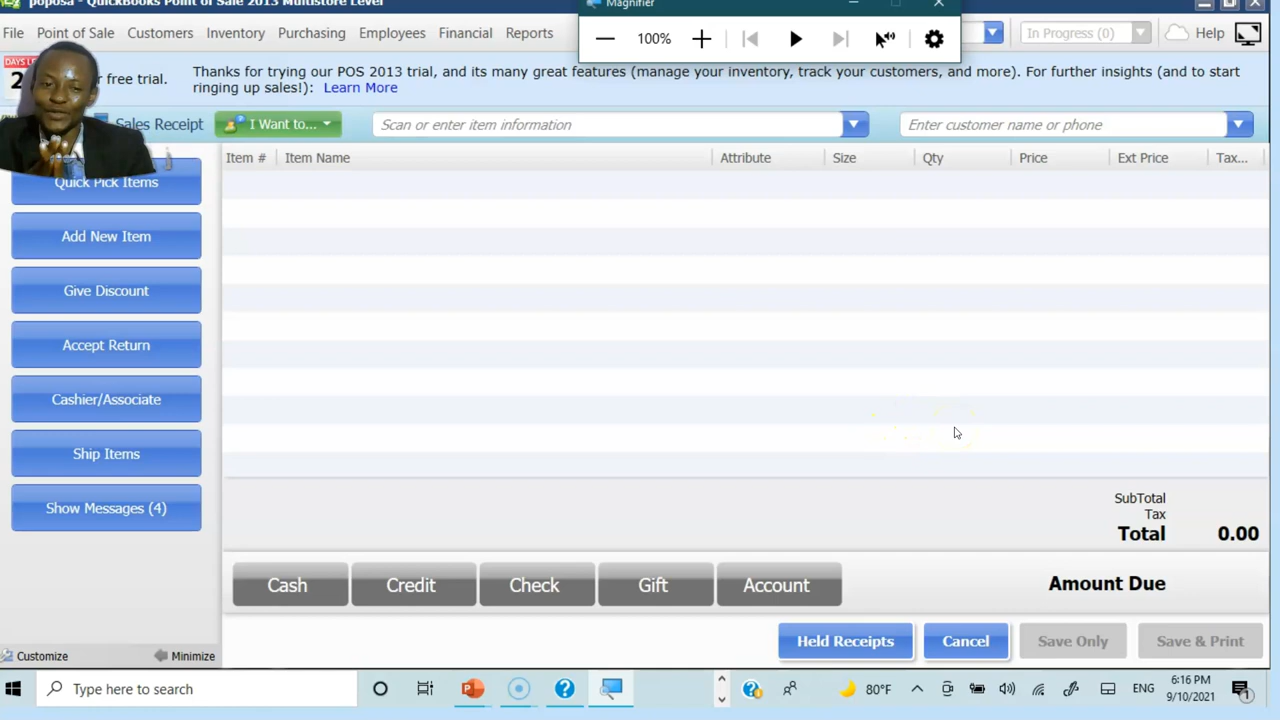 poposa - QuickBooks Point of Sale 2013 Multistore Level
Magnifier
File Point of Sale Customers Inventory Purchasing Employees Financial Reports
100%
In Progress (0) Help
DAYS
2
or free trial.
Thanks for trying our POS 2013 trial, and its many great features (manage your inventory, track your customers, and more). For further insights (and to start
ringing up sales!): Learn More
Sales Receipt I Want to... Scan or enter item information Enter customer name or phone
Item # Item Name Attribute Size Qty Price Ext Price Tax...
Quick Pick Items
Add New Item
Give Discount
Accept Return
Cashier/Associate
Ship Items
Show Messages (4)
SubTotal
Tax
Total 0.00
Cash Credit Check Gift Account Amount Due
Held Receipts Cancel Save Only Save & Print
Customize Minimize
Type here to search
80°F ENG
6:16 PM
9/10/2021
1